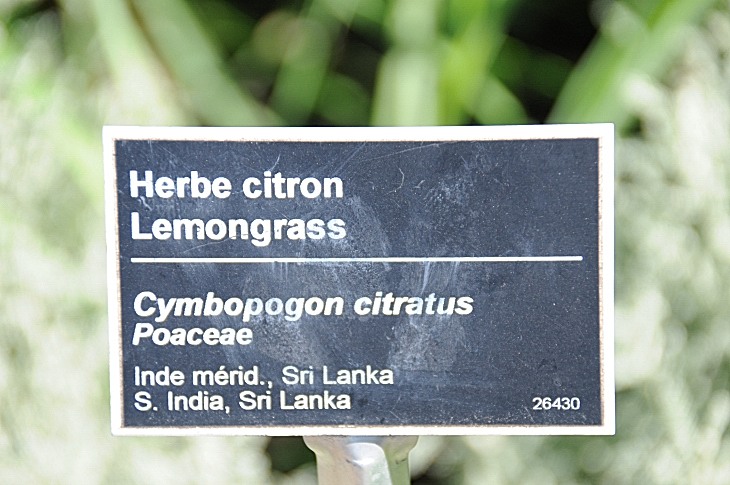 Herbe citron
Lemongrass
Cymbopogon citratus
Poaceae
Inde mérid., Sri Lanka
S. India, Sri Lanka
26430